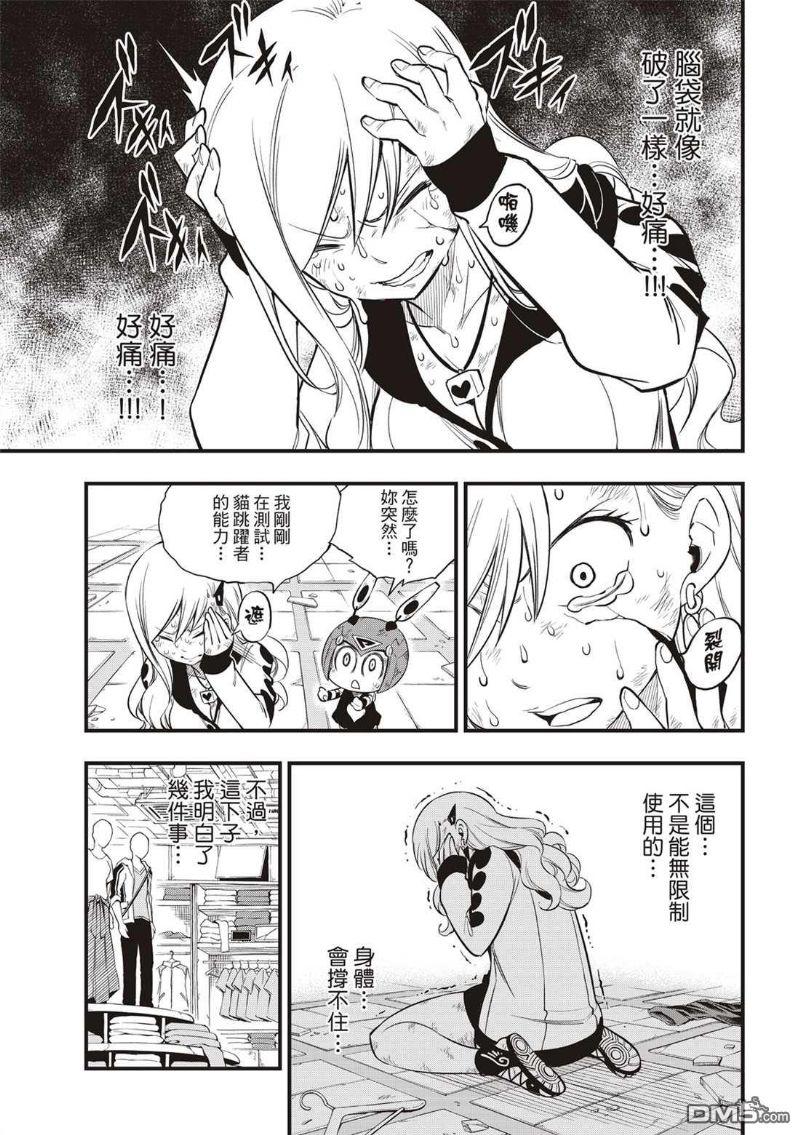 腦袋就像
破了一樣…好痛…!!!
ズキィ
ズキィ
ズキィ
ズキィ
好痛…!
好痛…!!!
裂開
怎麼了嗎？
妳突然…
我剛剛
在測試…
貓跳躍者
的能力…
遮
這個…
不是能無限制
使用的…
身體…
會撐不住…
不過，
這下子
我明白了
幾件事…
DM5.com